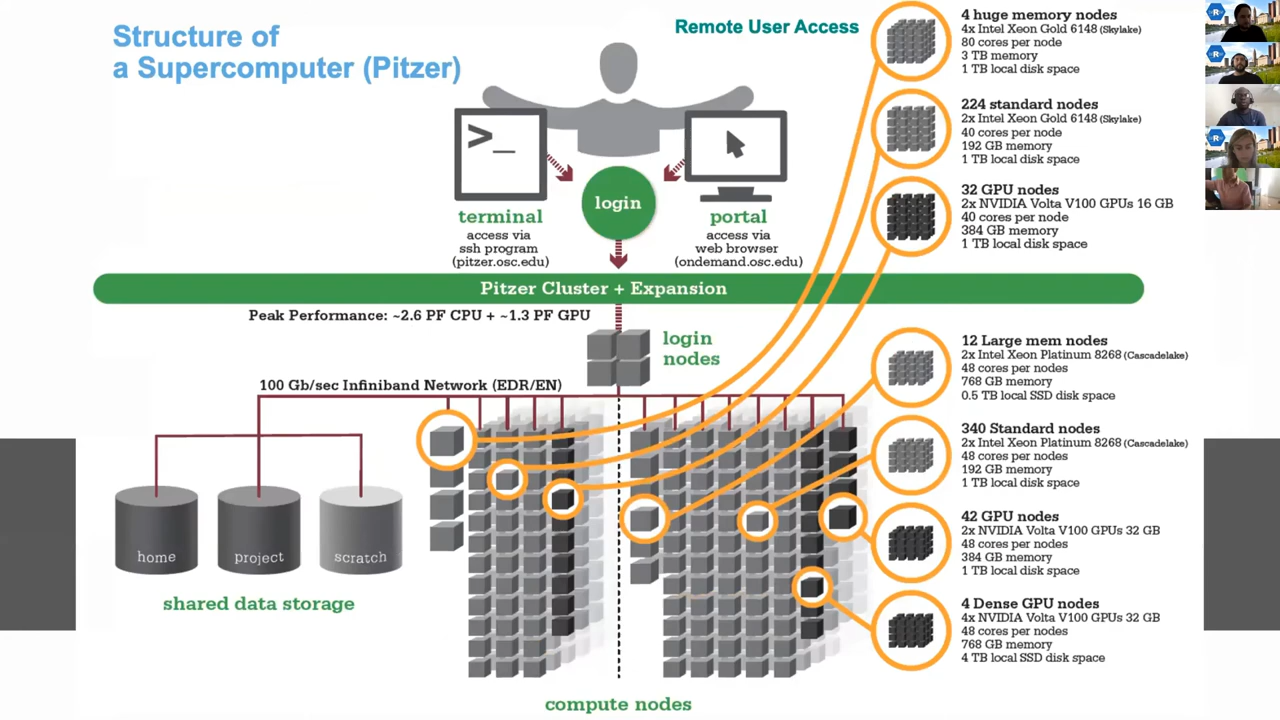 Structure of
a Supercomputer (Pitzer)
Remote User Access
>_
terminal
access via
ssh program
(pitzer.osc.edu)
login
portal
access via
web browser
(ondemand.osc.edu)
Pitzer Cluster + Expansion
Peak Performance: ~2.6 PF CPU + ~1.3 PF GPU
login
nodes
100 Gb/sec Infiniband Network (EDR/EN)
home
project
scratch
shared data storage
compute nodes
4 huge memory nodes
4x Intel Xeon Gold 6148 (Skylake)
80 cores per node
3 TB memory
1 TB local disk space
224 standard nodes
2x Intel Xeon Gold 6148 (Skylake)
40 cores per node
192 GB memory
1 TB local disk space
32 GPU nodes
2x NVIDIA Volta V100 GPUs 16 GB
40 cores per node
384 GB memory
1 TB local disk space
12 Large mem nodes
2x Intel Xeon Platinum 8268 (Cascadelake)
48 cores per nodes
768 GB memory
0.5 TB local SSD disk space
340 Standard nodes
2x Intel Xeon Platinum 8268 (Cascadelake)
48 cores per nodes
192 GB memory
1 TB local disk space
42 GPU nodes
2x NVIDIA Volta V100 GPUs 32 GB
48 cores per nodes
384 GB memory
1 TB local disk space
4 Dense GPU nodes
4x NVIDIA Volta V100 GPUs 32 GB
48 cores per nodes
768 GB memory
4 TB local SSD disk space
R
R
R